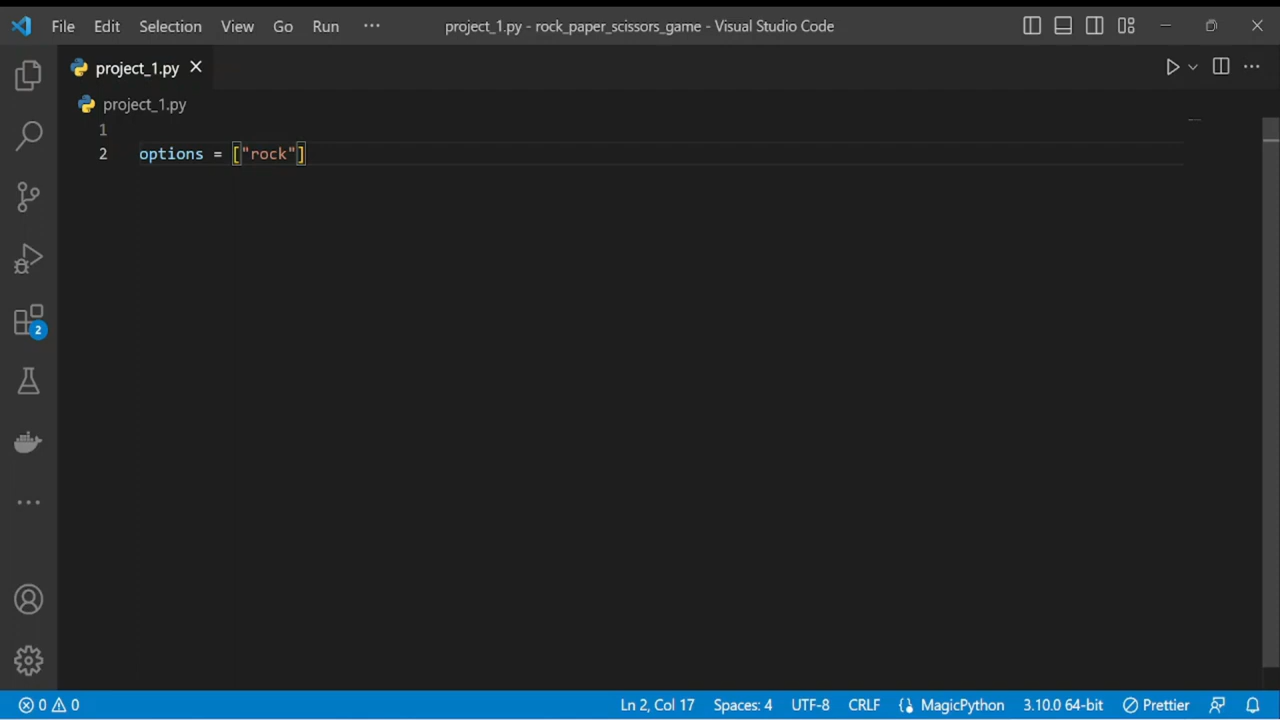 File Edit Selection View Go Run ··· project_1.py - rock_paper_scissors_game - Visual Studio Code
project_1.py
project_1.py
1
2 options = ["rock"]
2
0 0 Ln 2, Col 17 Spaces: 4 UTF-8 CRLF MagicPython 3.10.0 64-bit Prettier